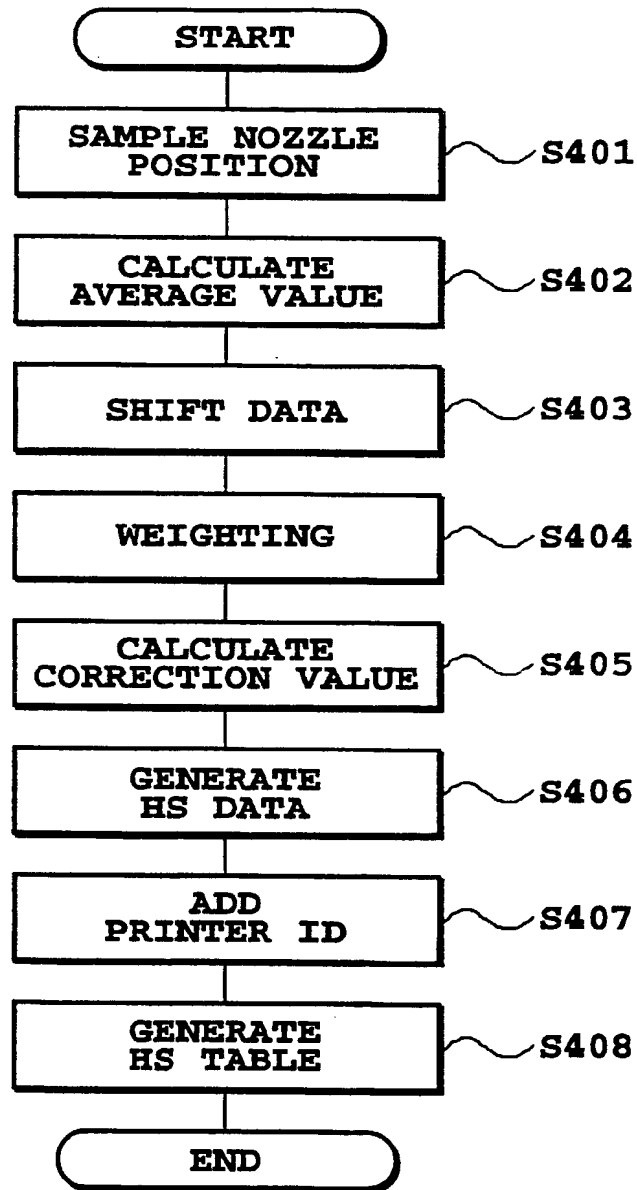 START
SAMPLE NOZZLE
POSITION
S401
CALCULATE
AVERAGE VALUE
S402
SHIFT DATA
S403
WEIGHTING
S404
CALCULATE
CORRECTION VALUE
S405
GENERATE
HS DATA
S406
ADD
PRINTER ID
S407
GENERATE
HS TABLE
S408
END